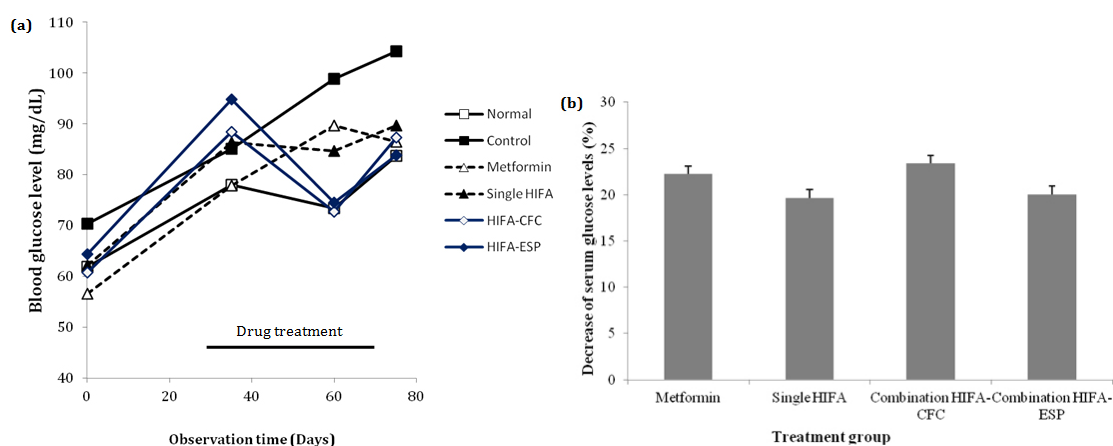 (a)
Blood glucose level (mg/dL)
110
100
90
80
70
60
50
40
0
20
40
60
80
Drug treatment
Observation time (Days)
Normal
Control
Metformin
Single HIFA
HIFA-CFC
HIFA-ESP
(b)
Decrease of serum glucose levels (%)
30
25
20
15
10
5
0
Metformin
Single HIFA
Combination HIFA-
CFC
Combination HIFA-
ESP
Treatment group